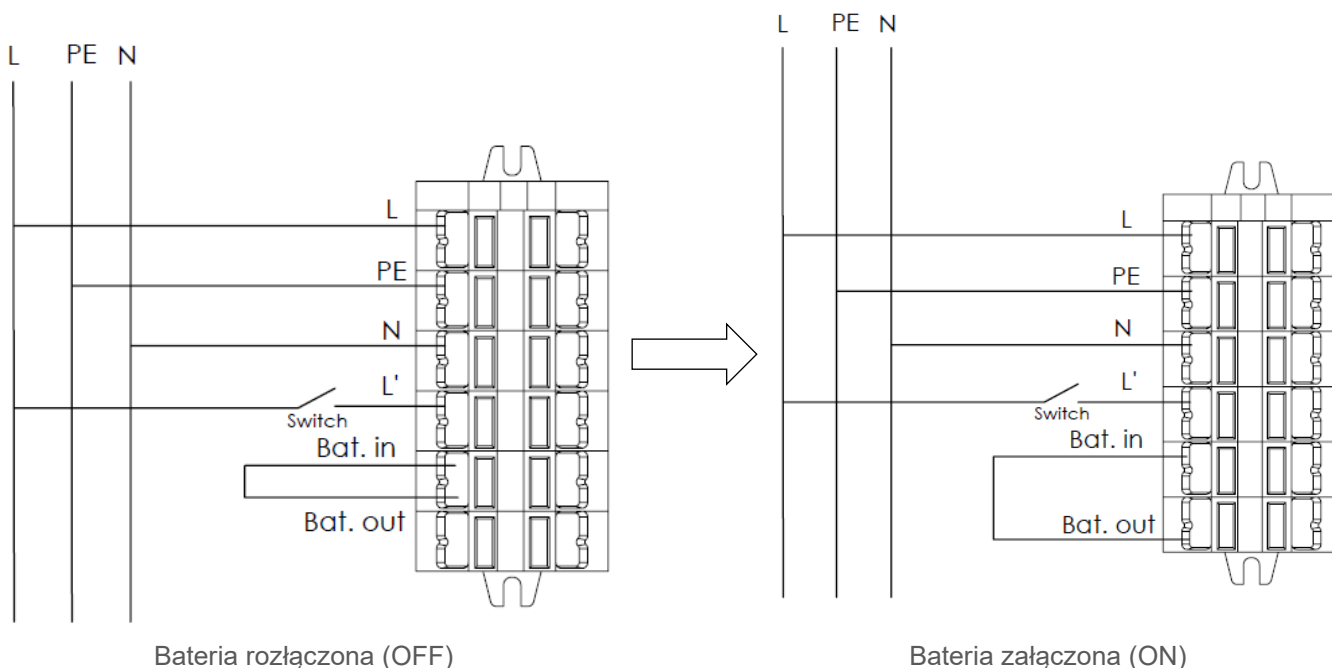 L PE N
L
PE
N
L'
Switch
Bat. in
Bat. out
Bateria rozłączona (OFF)
L PE N
L
PE
N
L'
Switch
Bat. in
Bat. out
Bateria załączona (ON)